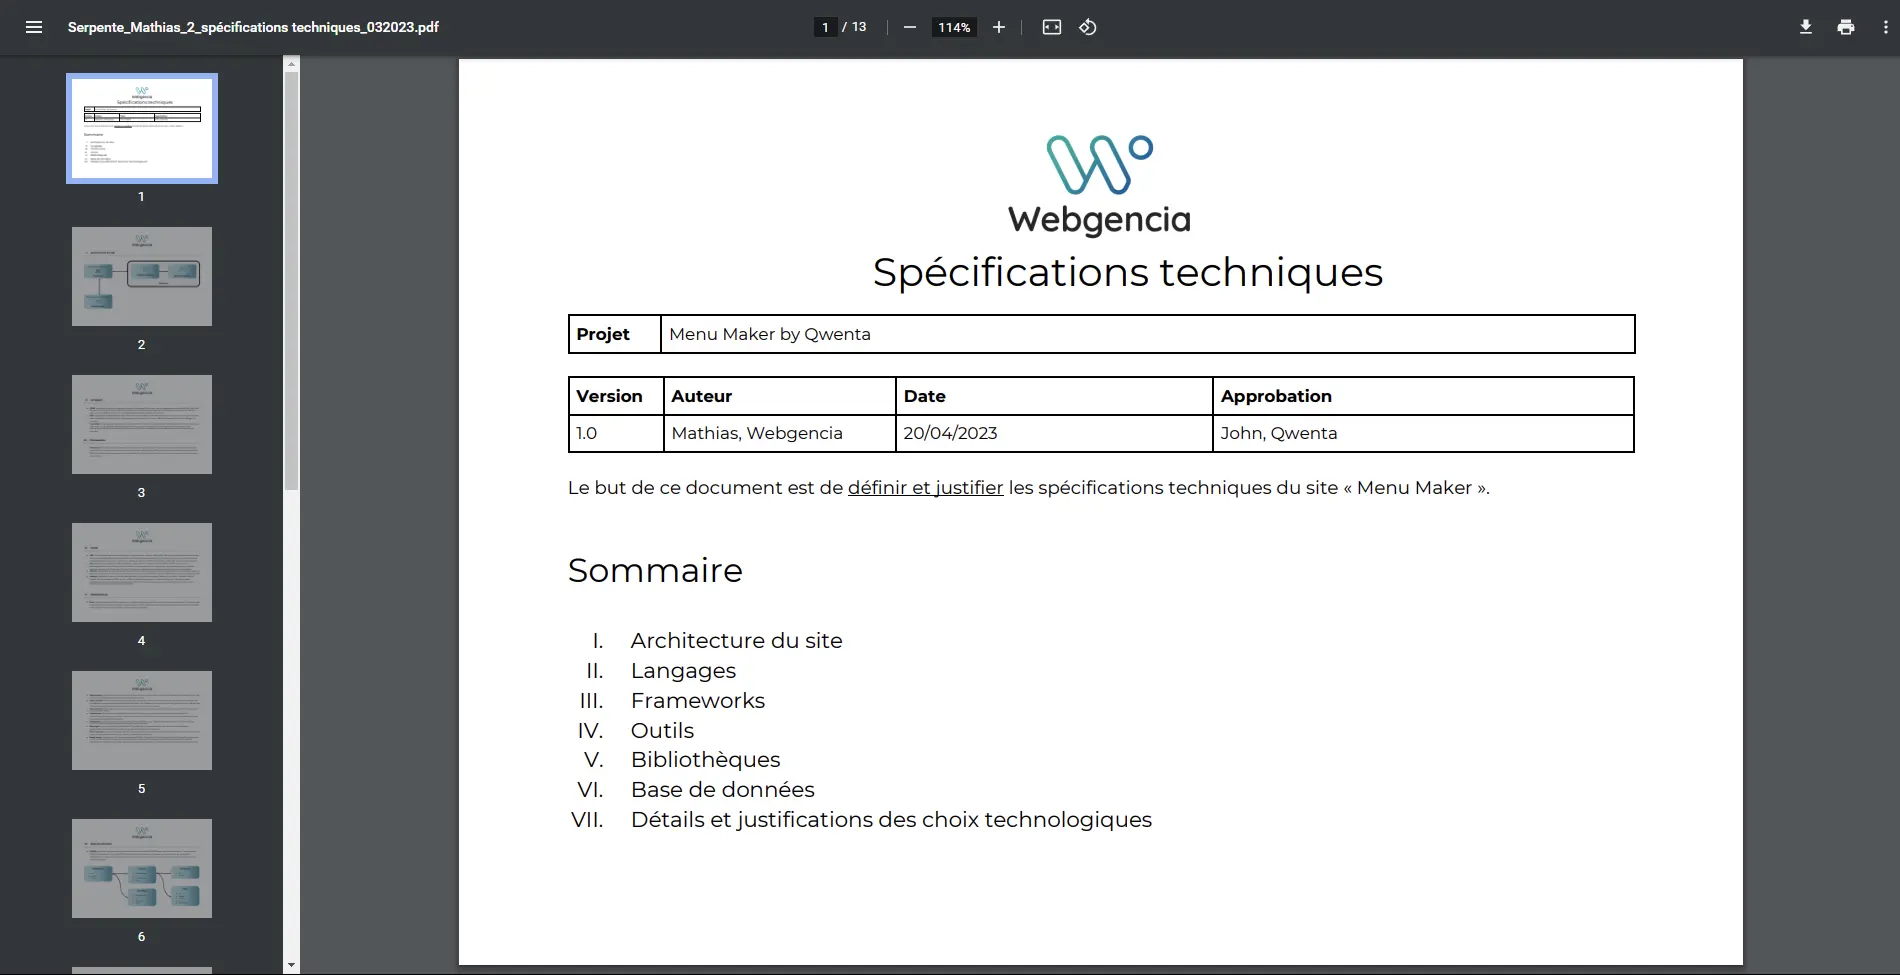 Serpente_Mathias_2_spécifications techniques_032023.pdf
1 / 13
114%
1
2
3
4
5
6
Webgencia
Spécifications techniques
Projet Menu Maker by Qwenta
Version Auteur Date Approbation
1.0 Mathias, Webgencia 20/04/2023 John, Qwenta
Le but de ce document est de définir et justifier les spécifications techniques du site « Menu Maker ».
Sommaire
I. Architecture du site
II. Langages
III. Frameworks
IV. Outils
V. Bibliothèques
VI. Base de données
VII. Détails et justifications des choix technologiques